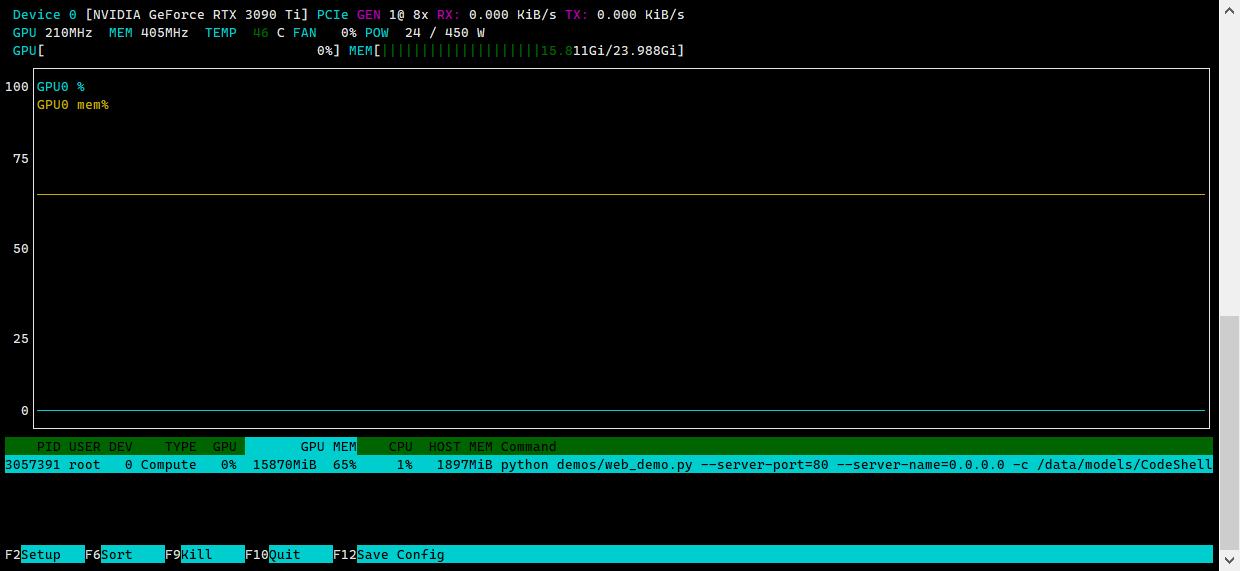 Device 0 [NVIDIA GeForce RTX 3090 Ti] PCIe GEN 1@ 8x RX: 0.000 KiB/s TX: 0.000 KiB/s
GPU 210MHz MEM 405MHz TEMP 46 C FAN 0% POW 24 / 450 W
GPU[ 0%] MEM[||||||||||||||||||||15.811Gi/23.988Gi]
100 GPU0 %
GPU0 mem%
75
50
25
0
PID USER DEV TYPE GPU GPU MEM CPU HOST MEM Command
3057391 root 0 Compute 0% 15870MiB 65% 1% 1897MiB python demos/web_demo.py --server-port=80 --server-name=0.0.0.0 -c /data/models/CodeShell
F2Setup F6Sort F9Kill F10Quit F12Save Config